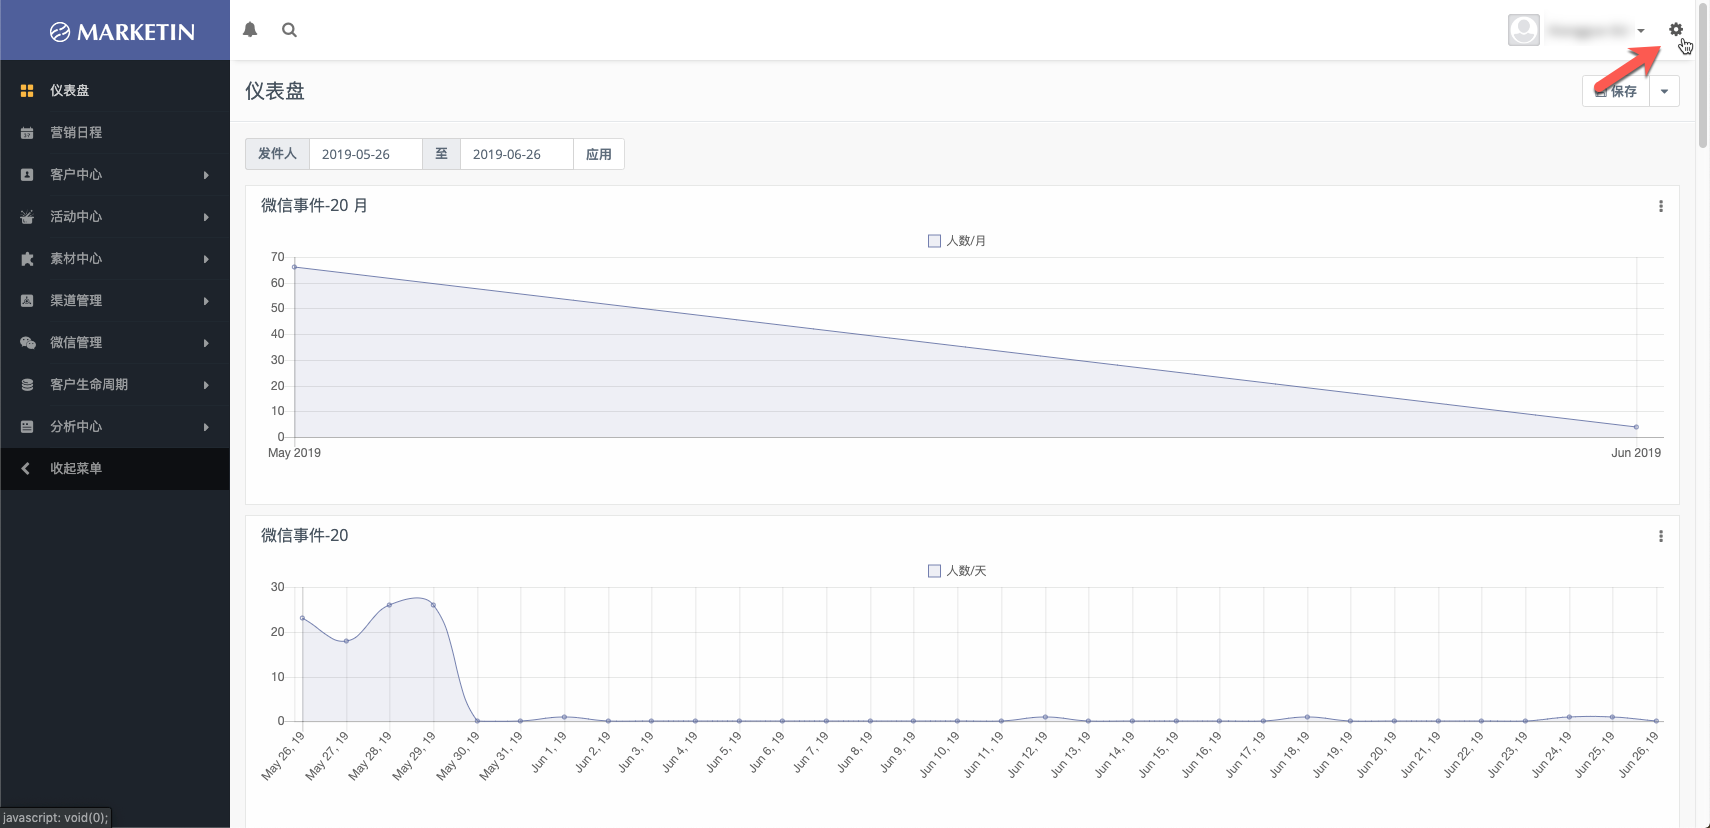 MARKETIN
仪表盘
营销日程
客户中心
活动中心
素材中心
渠道管理
微信管理
客户生命周期
分析中心
收起菜单
仪表盘
保存
发件人 2019-05-26 至 2019-06-26 应用
微信事件-20 月
人数/月
70
60
50
40
30
20
10
0
May 2019 Jun 2019
微信事件-20
人数/天
30
20
10
0
May 26, 19 May 27, 19 May 28, 19 May 29, 19 May 30, 19 May 31, 19 Jun 1, 19 Jun 2, 19 Jun 3, 19 Jun 4, 19 Jun 5, 19 Jun 6, 19 Jun 7, 19 Jun 8, 19 Jun 9, 19 Jun 10, 19 Jun 11, 19 Jun 12, 19 Jun 13, 19 Jun 14, 19 Jun 15, 19 Jun 16, 19 Jun 17, 19 Jun 18, 19 Jun 19, 19 Jun 20, 19 Jun 21, 19 Jun 22, 19 Jun 23, 19 Jun 24, 19 Jun 25, 19 Jun 26, 19
javascript: void(0);